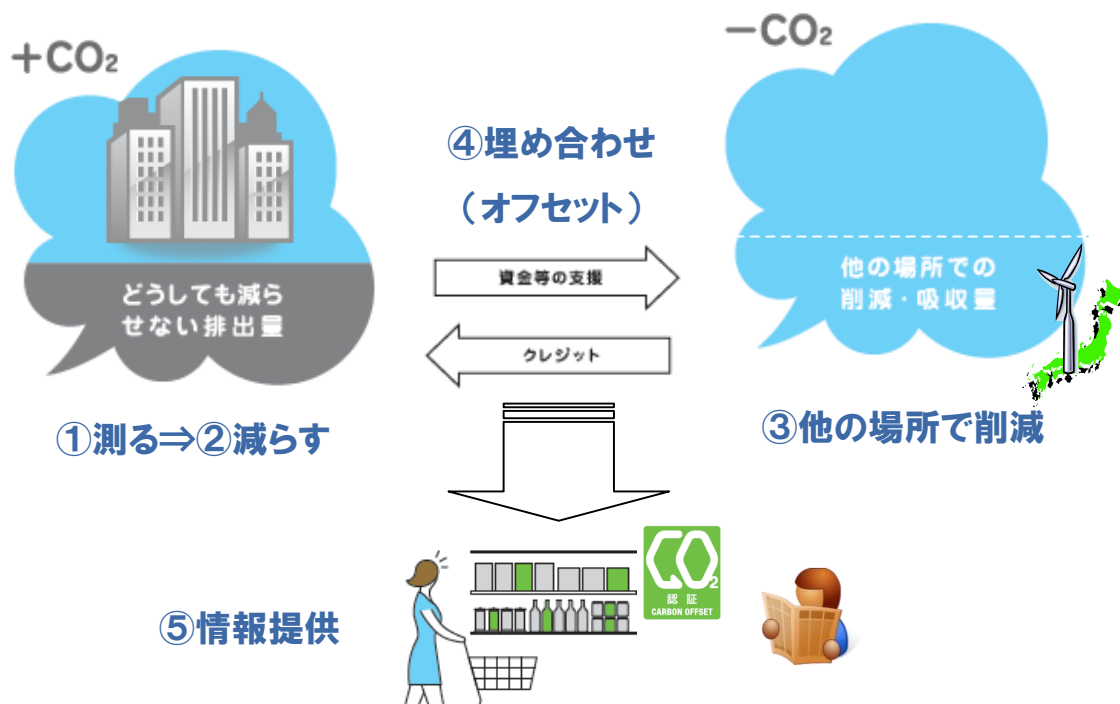 +CO₂
−CO₂
④埋め合わせ
（オフセット）
どうしても減ら
せない排出量
資金等の支援
クレジット
他の場所での
削減・吸収量
①測る⇒②減らす
③他の場所で削減
CO₂
認証
CARBON OFFSET
⑤情報提供